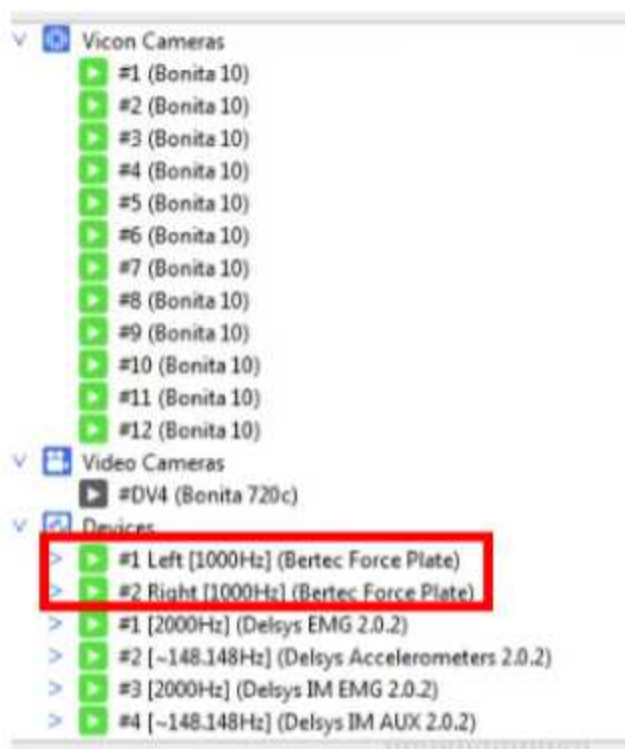 Vicon Cameras
#1 (Bonita 10)
#2 (Bonita 10)
#3 (Bonita 10)
#4 (Bonita 10)
#5 (Bonita 10)
#6 (Bonita 10)
#7 (Bonita 10)
#8 (Bonita 10)
#9 (Bonita 10)
#10 (Bonita 10)
#11 (Bonita 10)
#12 (Bonita 10)
Video Cameras
#DV4 (Bonita 720c)
Devices
#1 Left [1000Hz] (Bertec Force Plate)
#2 Right [1000Hz] (Bertec Force Plate)
#1 [2000Hz] (Delsys EMG 2.0.2)
#2 [~148.148Hz] (Delsys Accelerometers 2.0.2)
#3 [2000Hz] (Delsys IM EMG 2.0.2)
#4 [~148.148Hz] (Delsys IM AUX 2.0.2)